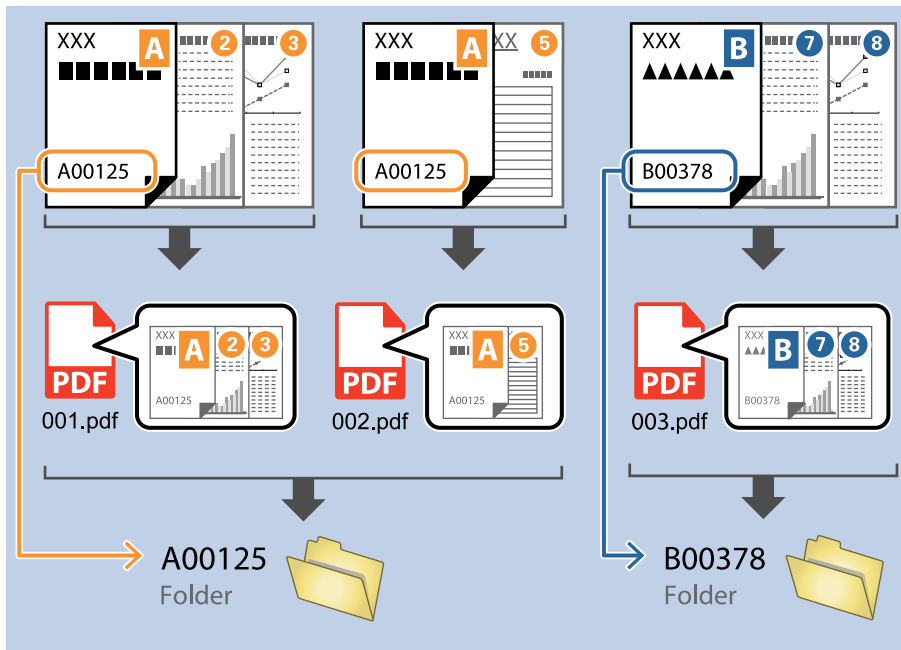 XXX A 2 3
A00125
XXX A XX 5
A00125
XXX B 7 8
B00378
PDF
001.pdf
XXX A 2 3
A00125
PDF
002.pdf
XXX A 5
A00125
PDF
003.pdf
XXX B 7 8
B00378
A00125
Folder
B00378
Folder